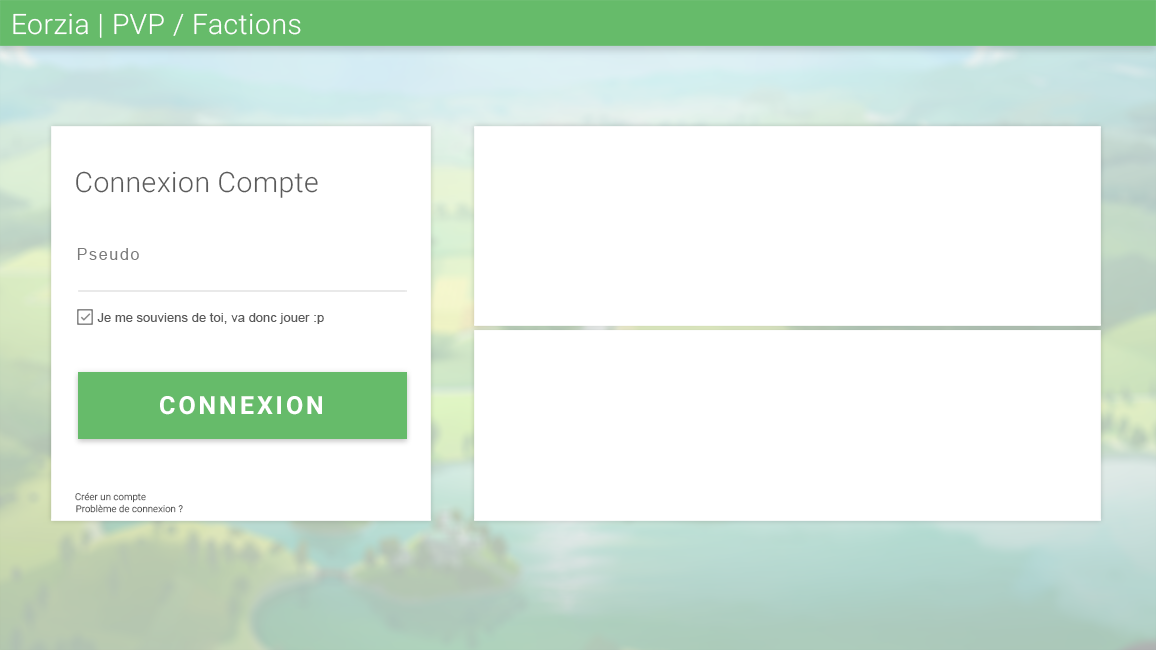 Eorzia | PVP / Factions
Connexion Compte
Pseudo
Je me souviens de toi, va donc jouer :p
CONNEXION
Créer un compte
Problème de connexion ?